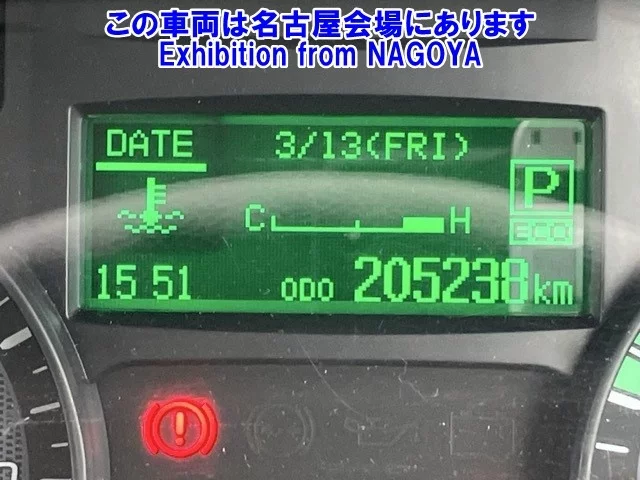 この車両は名古屋会場にあります
Exhibition from NAGOYA
DATE 3/13(FRI)
P
C H
ECO
15 51 ODO 205238km